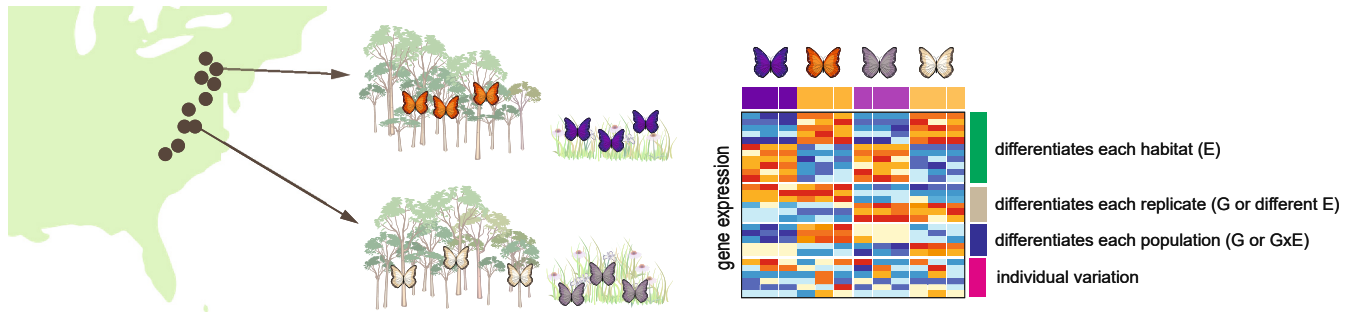 gene expression
differentiates each habitat (E)
differentiates each replicate (G or different E)
differentiates each population (G or GxE)
individual variation